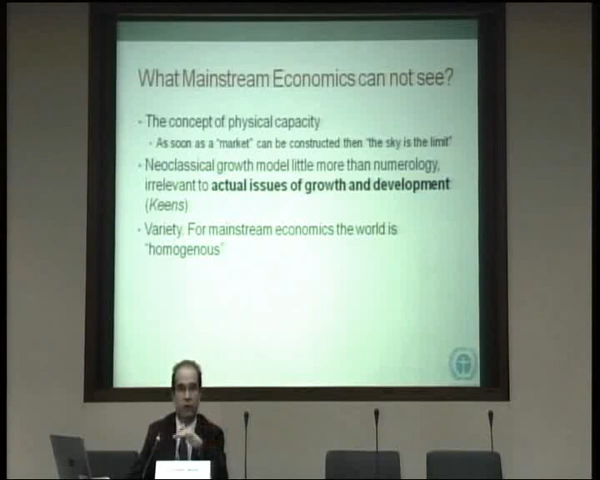 What Mainstream Economics can not see?
• The concept of physical capacity
• As soon as a "market" can be constructed then "the sky is the limit"
• Neoclassical growth model little more than numerology,
irrelevant to actual issues of growth and development
(Keens)
• Variety. For mainstream economics the world is
"homogenous"